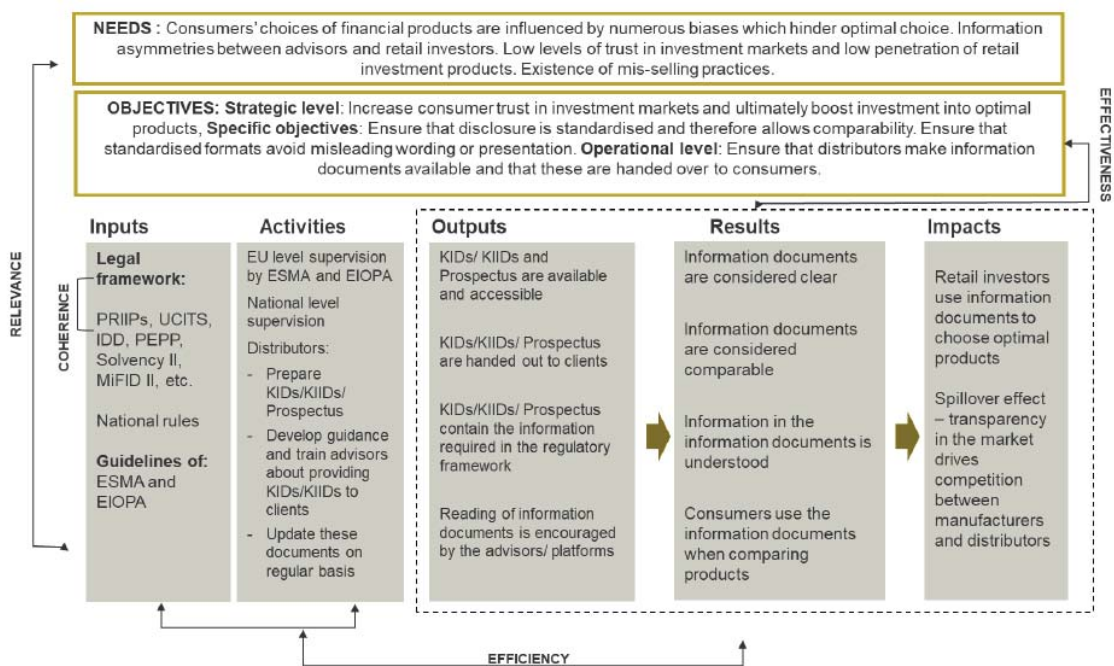 NEEDS : Consumers' choices of financial products are influenced by numerous biases which hinder optimal choice. Information
asymmetries between advisors and retail investors. Low levels of trust in investment markets and low penetration of retail
investment products. Existence of mis-selling practices.
OBJECTIVES: Strategic level: Increase consumer trust in investment markets and ultimately boost investment into optimal
products, Specific objectives: Ensure that disclosure is standardised and therefore allows comparability. Ensure that
standardised formats avoid misleading wording or presentation. Operational level: Ensure that distributors make information
documents available and that these are handed over to consumers.
EFFECTIVENESS
RELEVANCE
COHERENCE
Inputs
Legal
framework:
PRIIPs, UCITS,
IDD, PEPP,
Solvency II,
MiFID II, etc.
National rules
Guidelines of:
ESMA and
EIOPA
Activities
EU level supervision
by ESMA and EIOPA
National level
supervision
Distributors:
- Prepare
KIDs/KIIDs/
Prospectus
- Develop guidance
and train advisors
about providing
KIDs/KIIDs to
clients
- Update these
documents on
regular basis
Outputs
KIDs/ KIIDs and
Prospectus are available
and accessible
KIDs/KIIDs/ Prospectus
are handed out to clients
KIDs/KIIDs/ Prospectus
contain the information
required in the regulatory
framework
Reading of information
documents is encouraged
by the advisors/ platforms
Results
Information documents
are considered clear
Information documents
are considered
comparable
Information in the
information documents is
understood
Consumers use the
information documents
when comparing
products
Impacts
Retail investors
use information
documents to
choose optimal
products
Spillover effect
– transparency
in the market
drives
competition
between
manufacturers
and distributors
EFFICIENCY